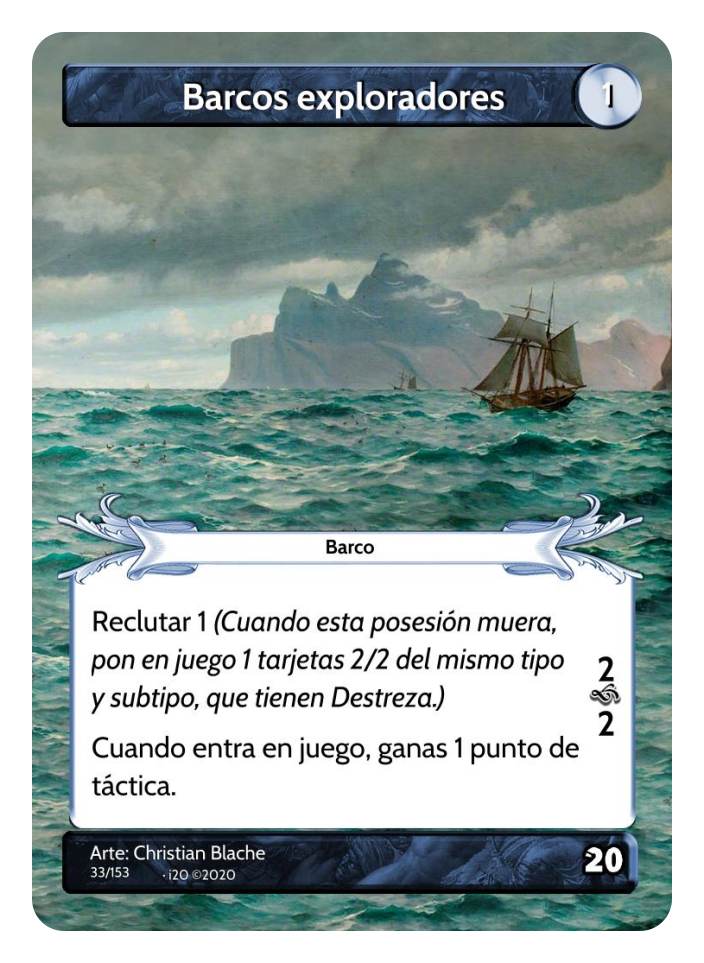 Barcos exploradores
1
Barco
Reclutar 1 (Cuando esta posesión muera,
pon en juego 1 tarjetas 2/2 del mismo tipo
y subtipo, que tienen Destreza.)
Cuando entra en juego, ganas 1 punto de
táctica.
2
2
Arte: Christian Blache
33/153 · i20 ©2020
20